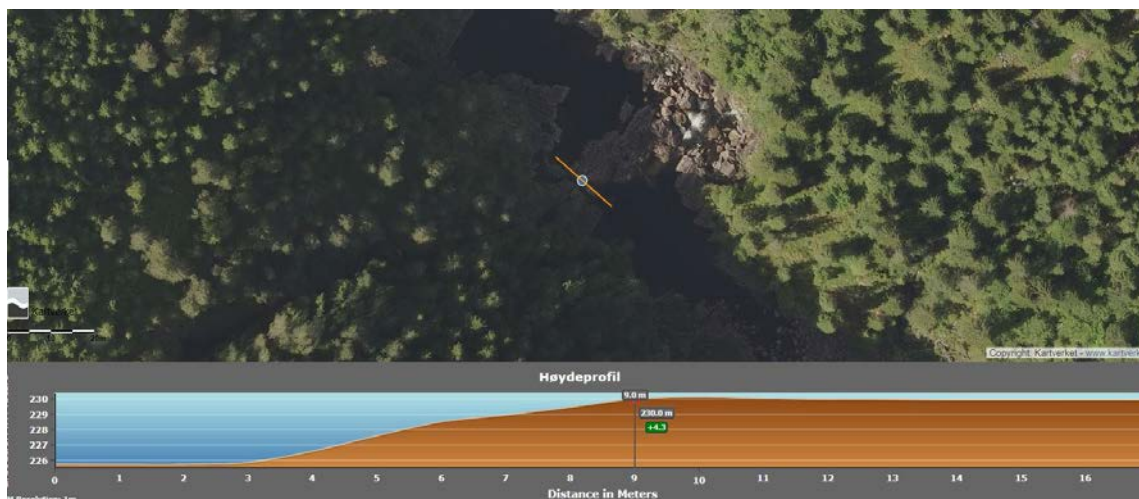 Kartverket
Copyright: Kartverket - www.kartverk
Høydeprofil
230
229
228
227
226
9.0 m
230.0 m
+4.3
0 1 2 3 4 5 6 7 8 9 10 11 12 13 14 15 16
Distance in Meters